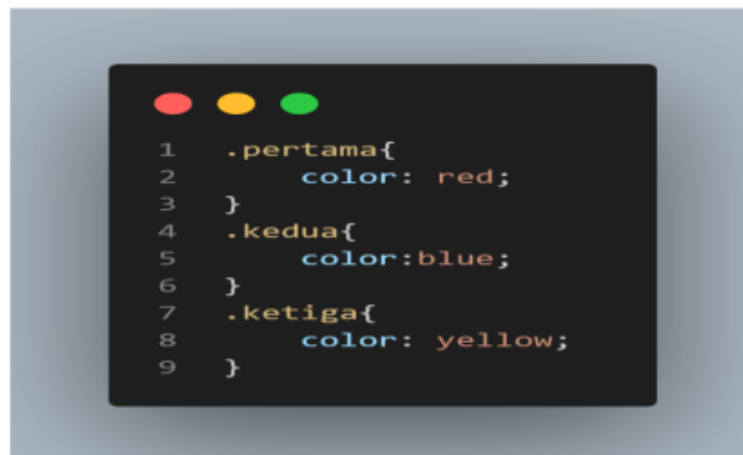 1 .pertama{
2 color: red;
3 }
4 .kedua{
5 color:blue;
6 }
7 .ketiga{
8 color: yellow;
9 }